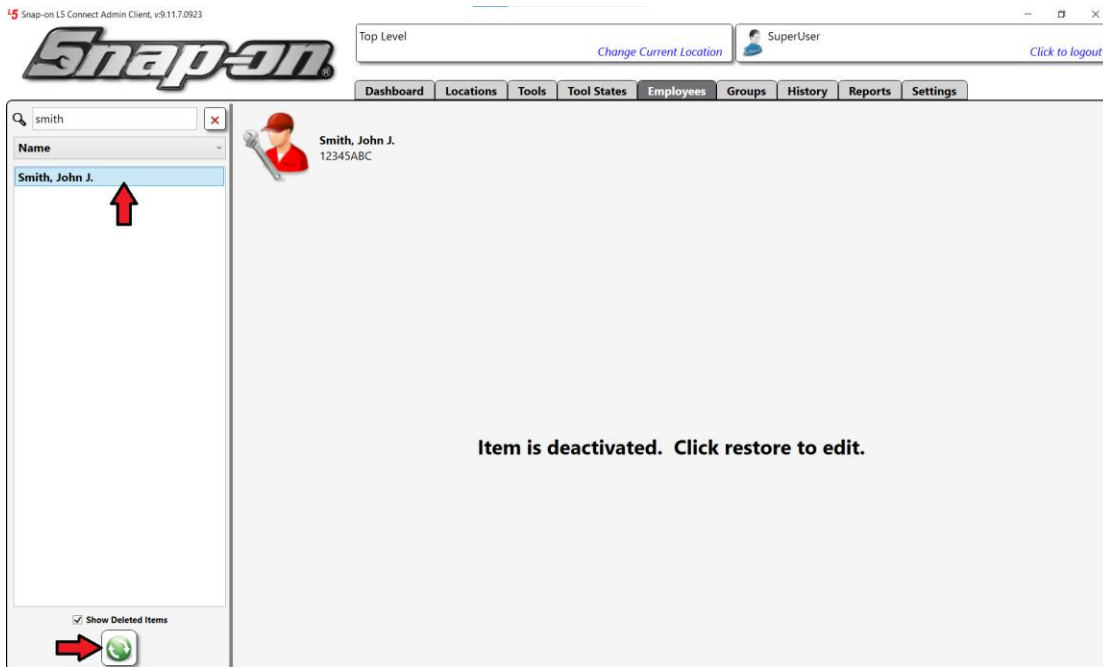 L5 Snap-on L5 Connect Admin Client, v:9.11.7.0923
Snap-on®
Top Level
Change Current Location
SuperUser
Click to logout
Dashboard Locations Tools Tool States Employees Groups History Reports Settings
smith
Name
Smith, John J.
Smith, John J.
12345ABC
Item is deactivated. Click restore to edit.
Show Deleted Items